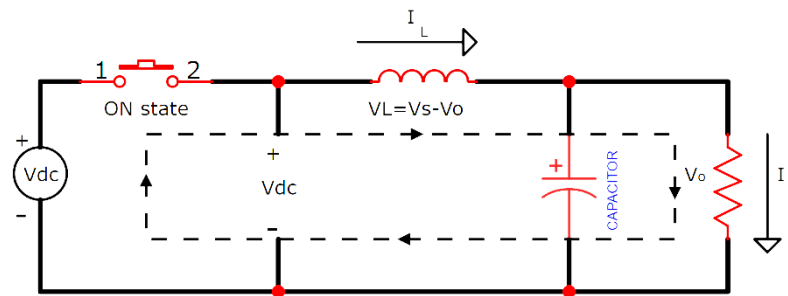 I L
1 2
ON state
VL=Vs-Vo
+
Vdc
-
+
Vdc
-
+
CAPACITOR
Vo
I